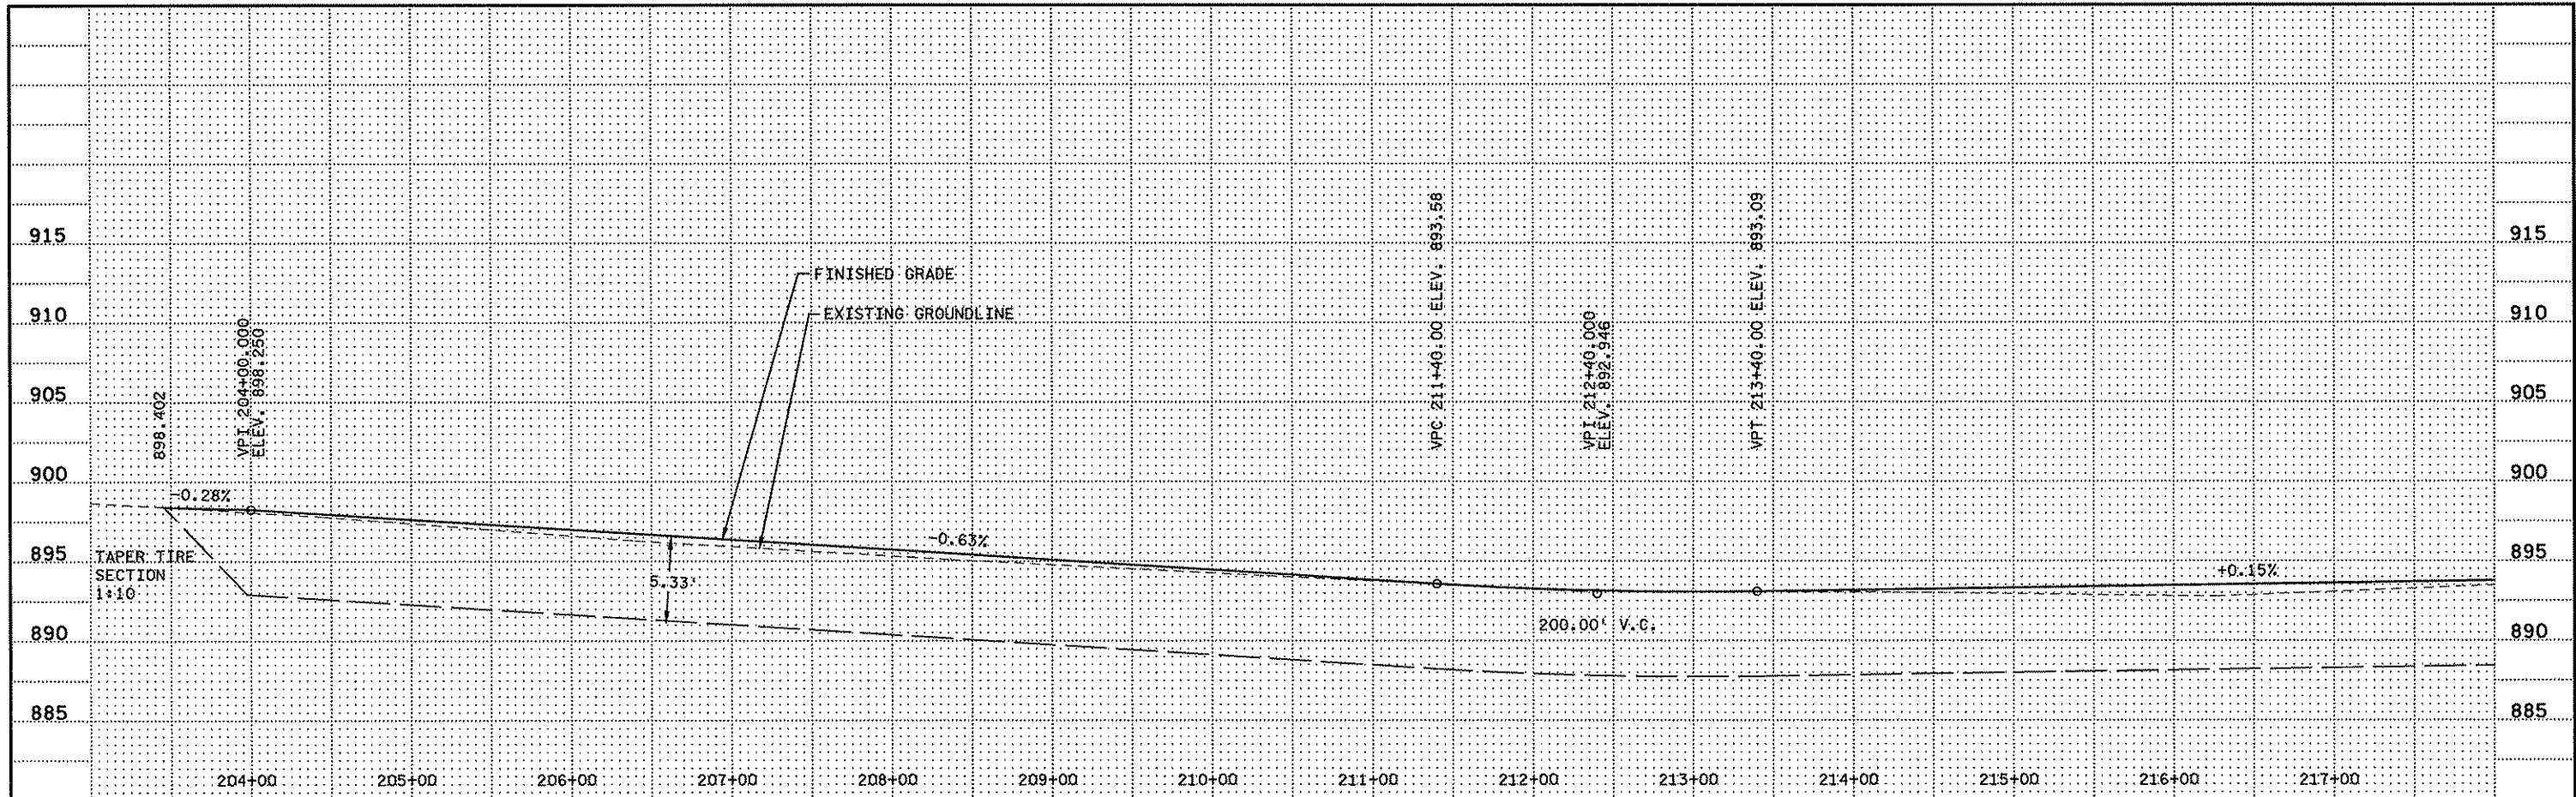 915
910
905
900
895
890
885
898.402
VPI 204+00.000
ELEV. 898.250
-0.28%
TAPER TIRE
SECTION
1:10
FINISHED GRADE
EXISTING GROUNDLINE
5.33'
-0.63%
VPC 211+40.00 ELEV. 893.58
VPI 212+40.000
ELEV. 892.946
VPT 213+40.00 ELEV. 893.09
200.00' V.C.
+0.15%
915
910
905
900
895
890
885
204+00 205+00 206+00 207+00 208+00 209+00 210+00 211+00 212+00 213+00 214+00 215+00 216+00 217+00